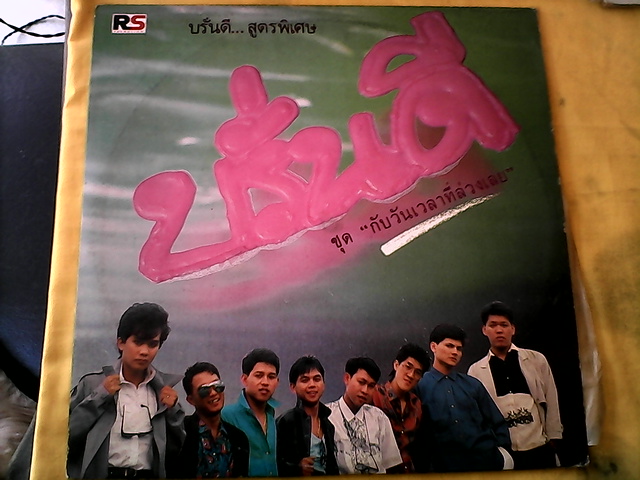 RS
บรั่นดี... สูตรพิเศษ
บรั่นดี
ชุด "กับวันเวลาที่ล่วงเลย"